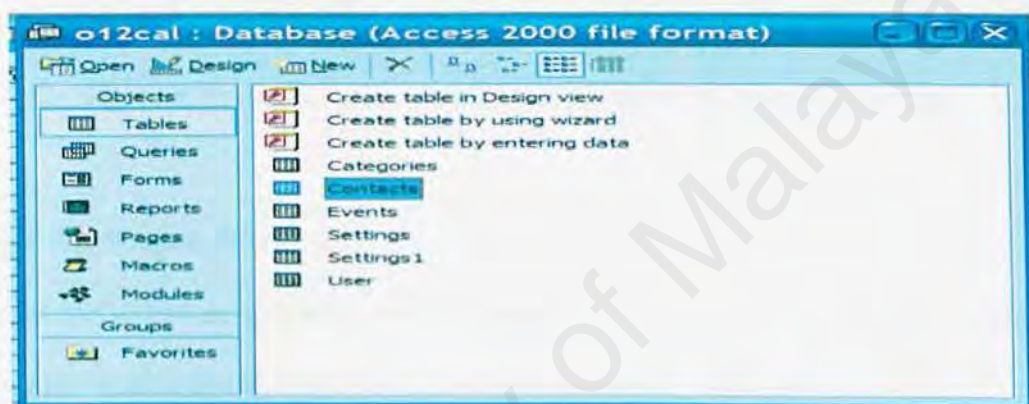 o12cal : Database (Access 2000 file format)
Open Design New
Objects
Tables
Queries
Forms
Reports
Pages
Macros
Modules
Groups
Favorites
Create table in Design view
Create table by using wizard
Create table by entering data
Categories
Contacts
Events
Settings
Settings1
User
of Malaya